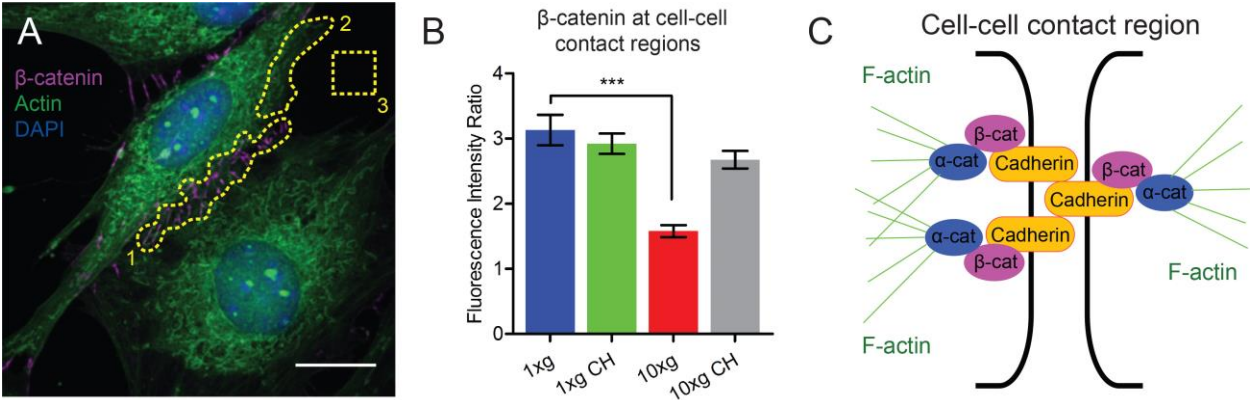 A
β-catenin
Actin
DAPI
1
2
3
B
β-catenin at cell-cell
contact regions
Fluorescence Intensity Ratio
4
3
2
1
0
***
1xg
1xg CH
10xg
10xg CH
C
Cell-cell contact region
F-actin
β-cat
α-cat
Cadherin
β-cat
α-cat
Cadherin
α-cat
Cadherin
β-cat
F-actin
F-actin